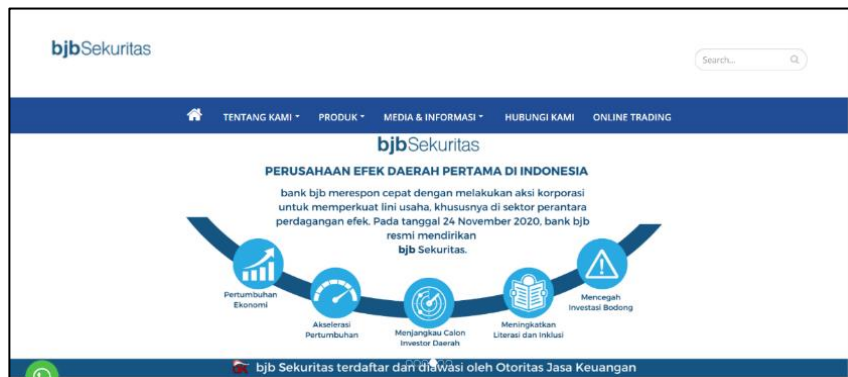 bjbSekuritas
Search...
TENTANG KAMI PRODUK MEDIA & INFORMASI HUBUNGI KAMI ONLINE TRADING
bjbSekuritas
PERUSAHAAN EFEK DAERAH PERTAMA DI INDONESIA
bank bjb merespon cepat dengan melakukan aksi korporasi
untuk memperkuat lini usaha, khususnya di sektor perantara
perdagangan efek. Pada tanggal 24 November 2020, bank bjb
resmi mendirikan
bjb Sekuritas.
Pertumbuhan
Ekonomi
Akselerasi
Pertumbuhan
Menjangkau Calon
Investor Daerah
Meningkatkan
Literasi dan Inklusi
Mencegah
Investasi Bodong
bjb Sekuritas terdaftar dan diawasi oleh Otoritas Jasa Keuangan